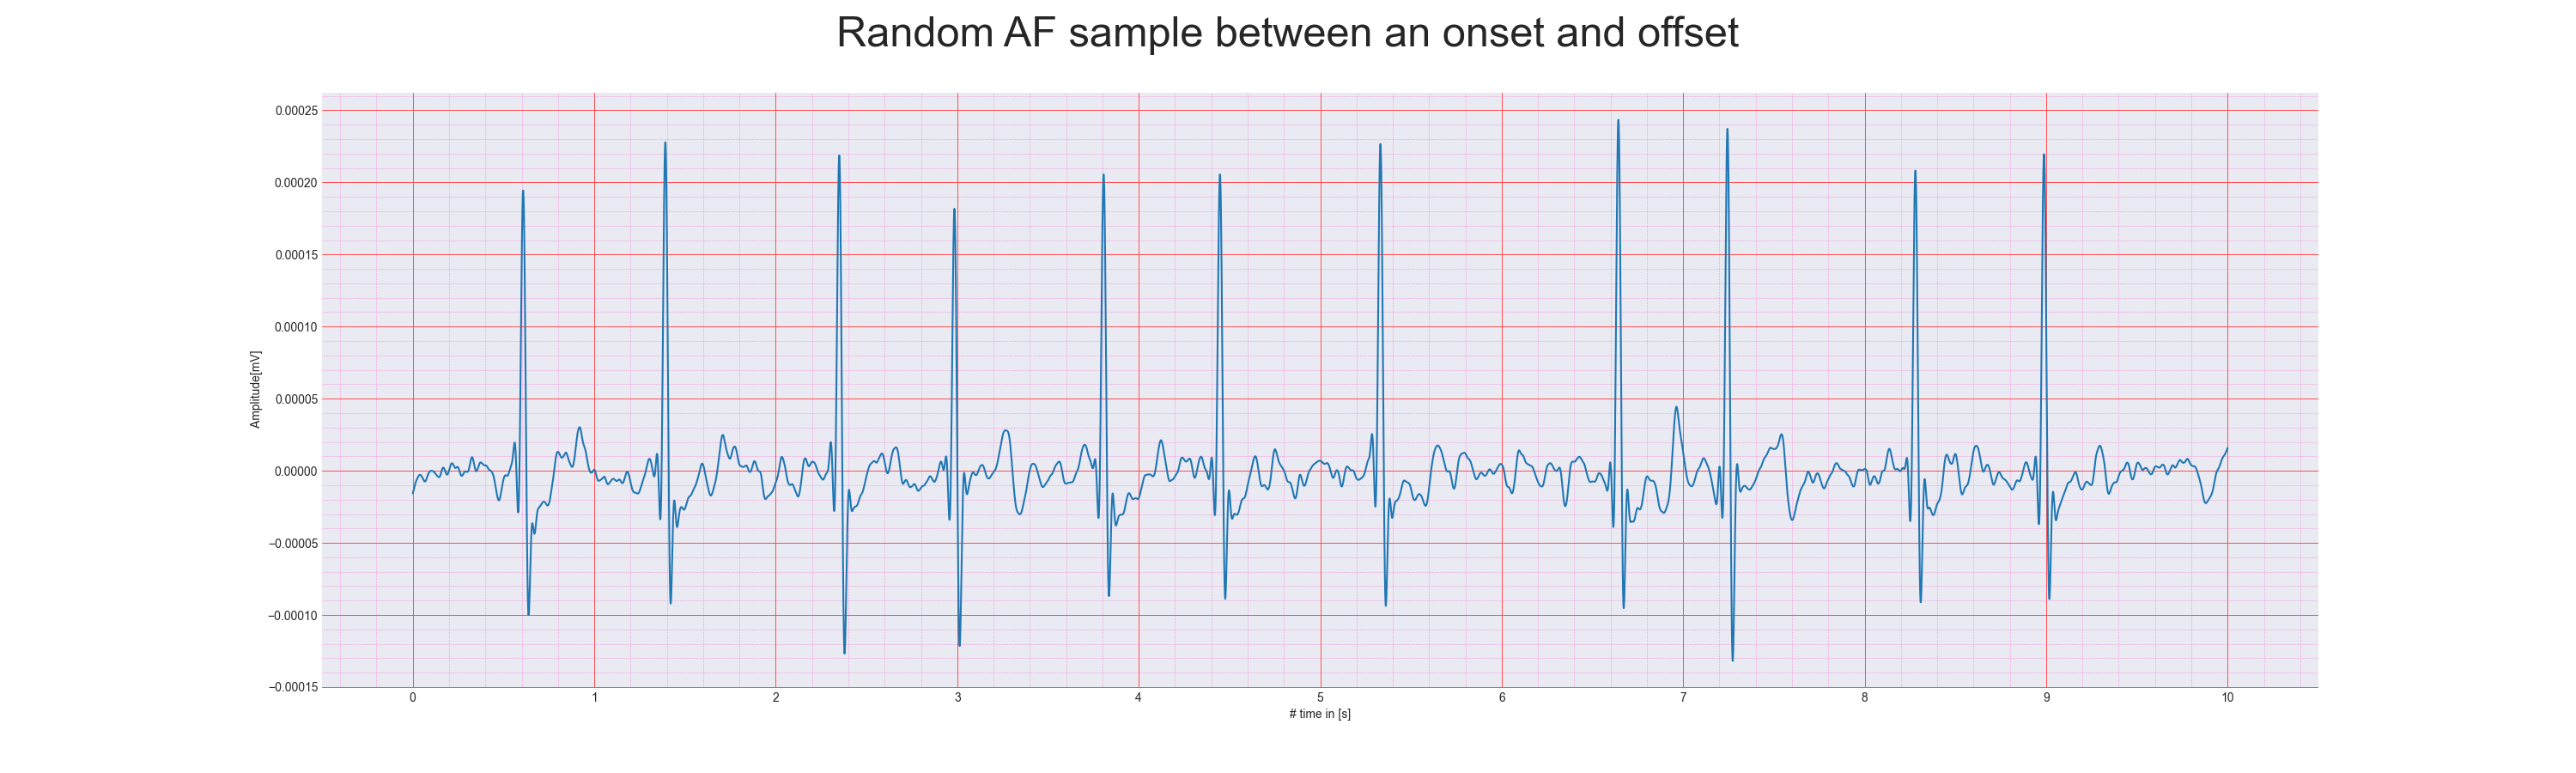 Random AF sample between an onset and offset
0.00025
0.00020
0.00015
0.00010
0.00005
0.00000
−0.00005
−0.00010
−0.00015
Amplitude[mV]
0 1 2 3 4 5 6 7 8 9 10
# time in [s]